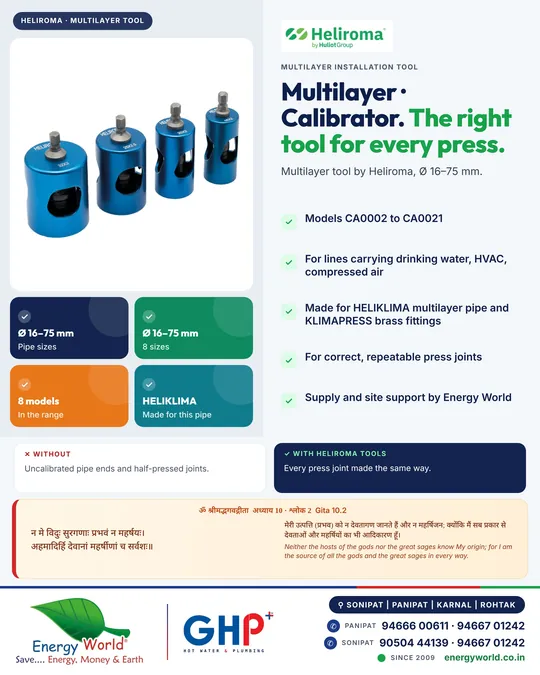 HELIROMA · MULTILAYER TOOL
Heliroma®
by HuliotGroup
MULTILAYER INSTALLATION TOOL
Multilayer ·
Calibrator. The right
tool for every press.
Multilayer tool by Heliroma, Ø 16–75 mm.
Models CA0002 to CA0021
For lines carrying drinking water, HVAC,
compressed air
Made for HELIKLIMA multilayer pipe and
KLIMAPRESS brass fittings
For correct, repeatable press joints
Supply and site support by Energy World
Ø 16–75 mm
Pipe sizes
Ø 16–75 mm
8 sizes
8 models
In the range
HELIKLIMA
Made for this pipe
✕ WITHOUT
Uncalibrated pipe ends and half-pressed joints.
✓ WITH HELIROMA TOOLS
Every press joint made the same way.
ॐ श्रीमद्भगवद्गीता अध्याय 10 · श्लोक 2 Gita 10.2
न मे विदुः सुरगणाः प्रभवं न महर्षयः।
अहमादिर्हि देवानां महर्षीणां च सर्वशः॥
मेरी उत्पत्ति (प्रभव) को न देवतागण जानते हैं और न महर्षिजन; क्योंकि मैं सब प्रकार से
देवताओं और महर्षियों का भी आदिकारण हूँ।
Neither the hosts of the gods nor the great sages know My origin; for I am
the source of all the gods and the great sages in every way.
Energy World®
Save.... Energy, Money & Earth
GHP+
HOT WATER & PLUMBING
SONIPAT | PANIPAT | KARNAL | ROHTAK
PANIPAT 94666 00611 · 94667 01242
SONIPAT 90504 44139 · 94667 01242
SINCE 2009 energyworld.co.in